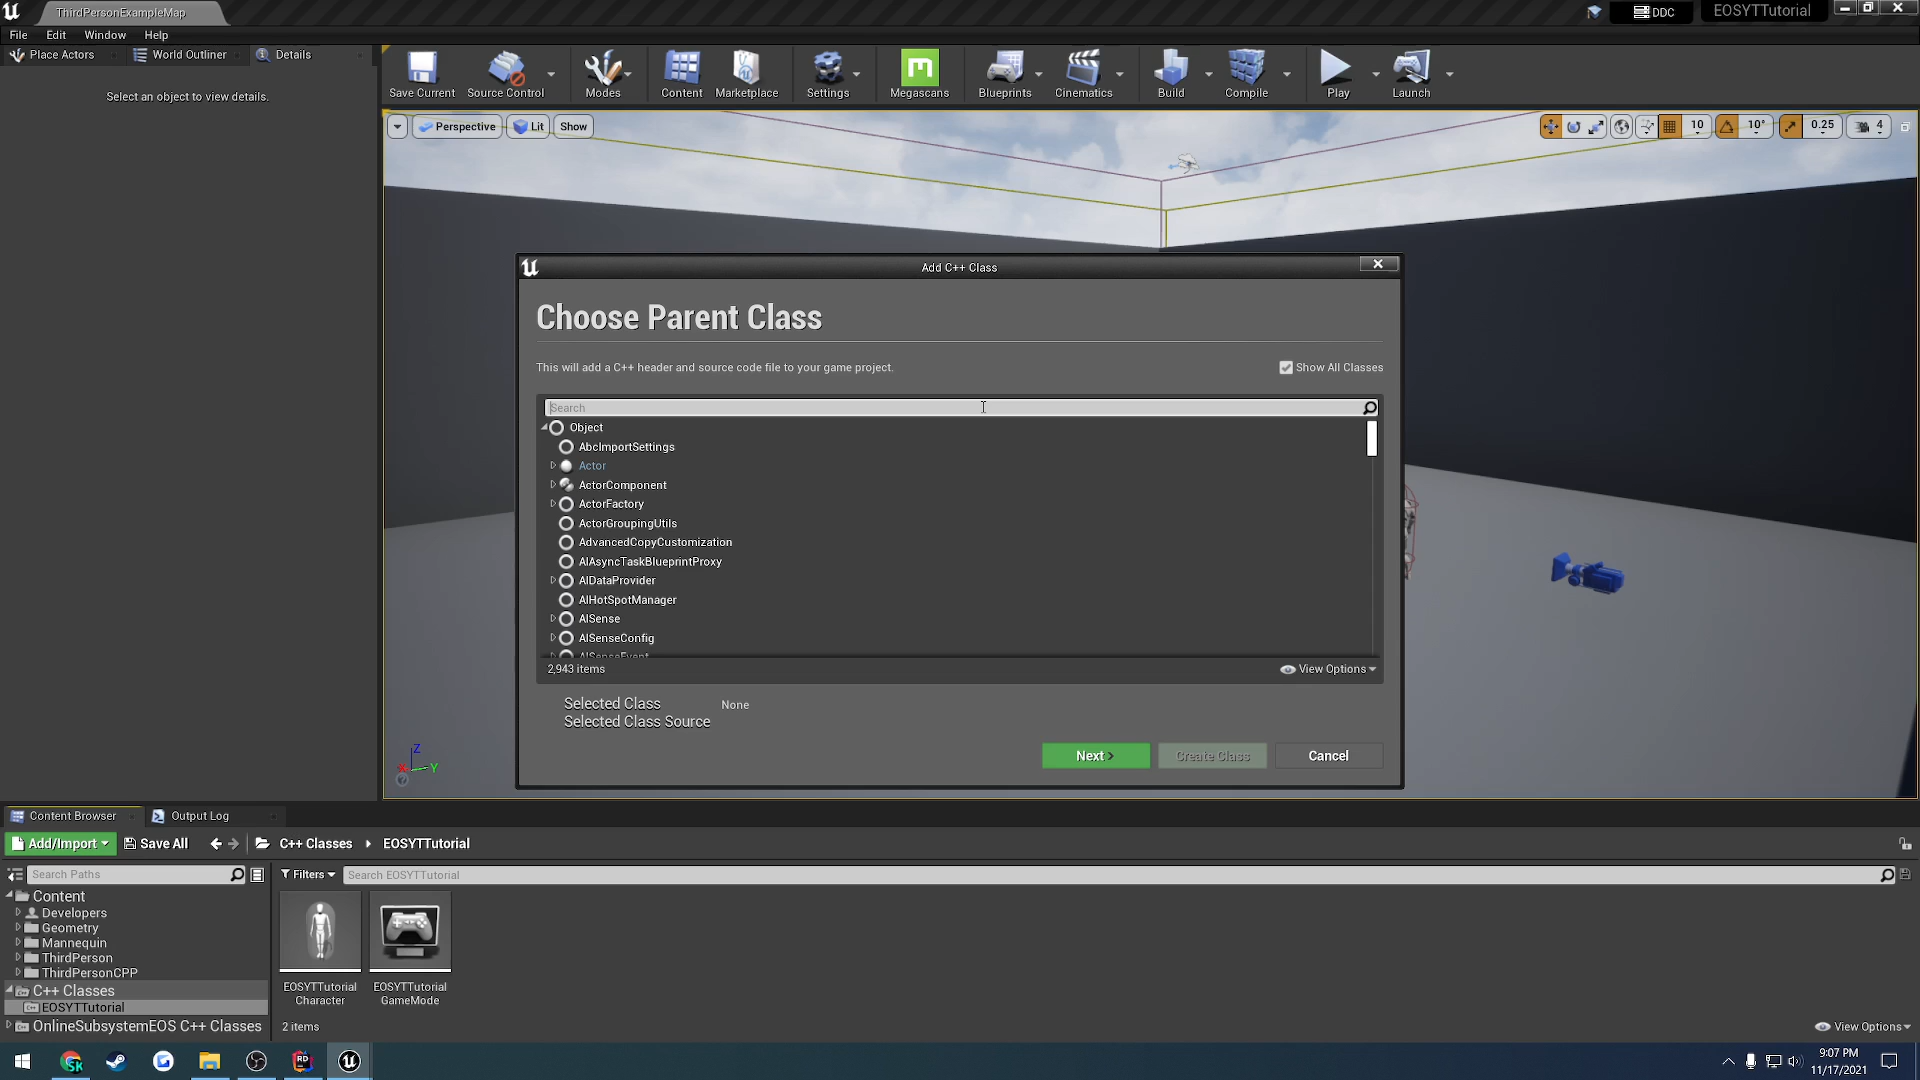 ThirdPersonExampleMap
DDC
EOSYTTutorial
File Edit Window Help
Place Actors World Outliner Details
Select an object to view details.
Save Current Source Control Modes Content Marketplace Settings Megascans Blueprints Cinematics Build Compile Play Launch
Perspective Lit Show
10 10° 0.25 4
Add C++ Class
Choose Parent Class
This will add a C++ header and source code file to your game project.
Show All Classes
Search
Object
AbcImportSettings
Actor
ActorComponent
ActorFactory
ActorGroupingUtils
AdvancedCopyCustomization
AIAsyncTaskBlueprintProxy
AIDataProvider
AIHotSpotManager
AISense
AISenseConfig
AISenseEvent
2,943 items
View Options
Selected Class None
Selected Class Source
Next Create Class Cancel
Z
X Y
Content Browser Output Log
Add/Import Save All C++ Classes EOSYTTutorial
Search Paths
Filters Search EOSYTTutorial
Content
Developers
Geometry
Mannequin
ThirdPerson
ThirdPersonCPP
C++ Classes
EOSYTTutorial
OnlineSubsystemEOS C++ Classes
EOSYTTutorial
Character
EOSYTTutorial
GameMode
2 items
View Options
9:07 PM
11/17/2021